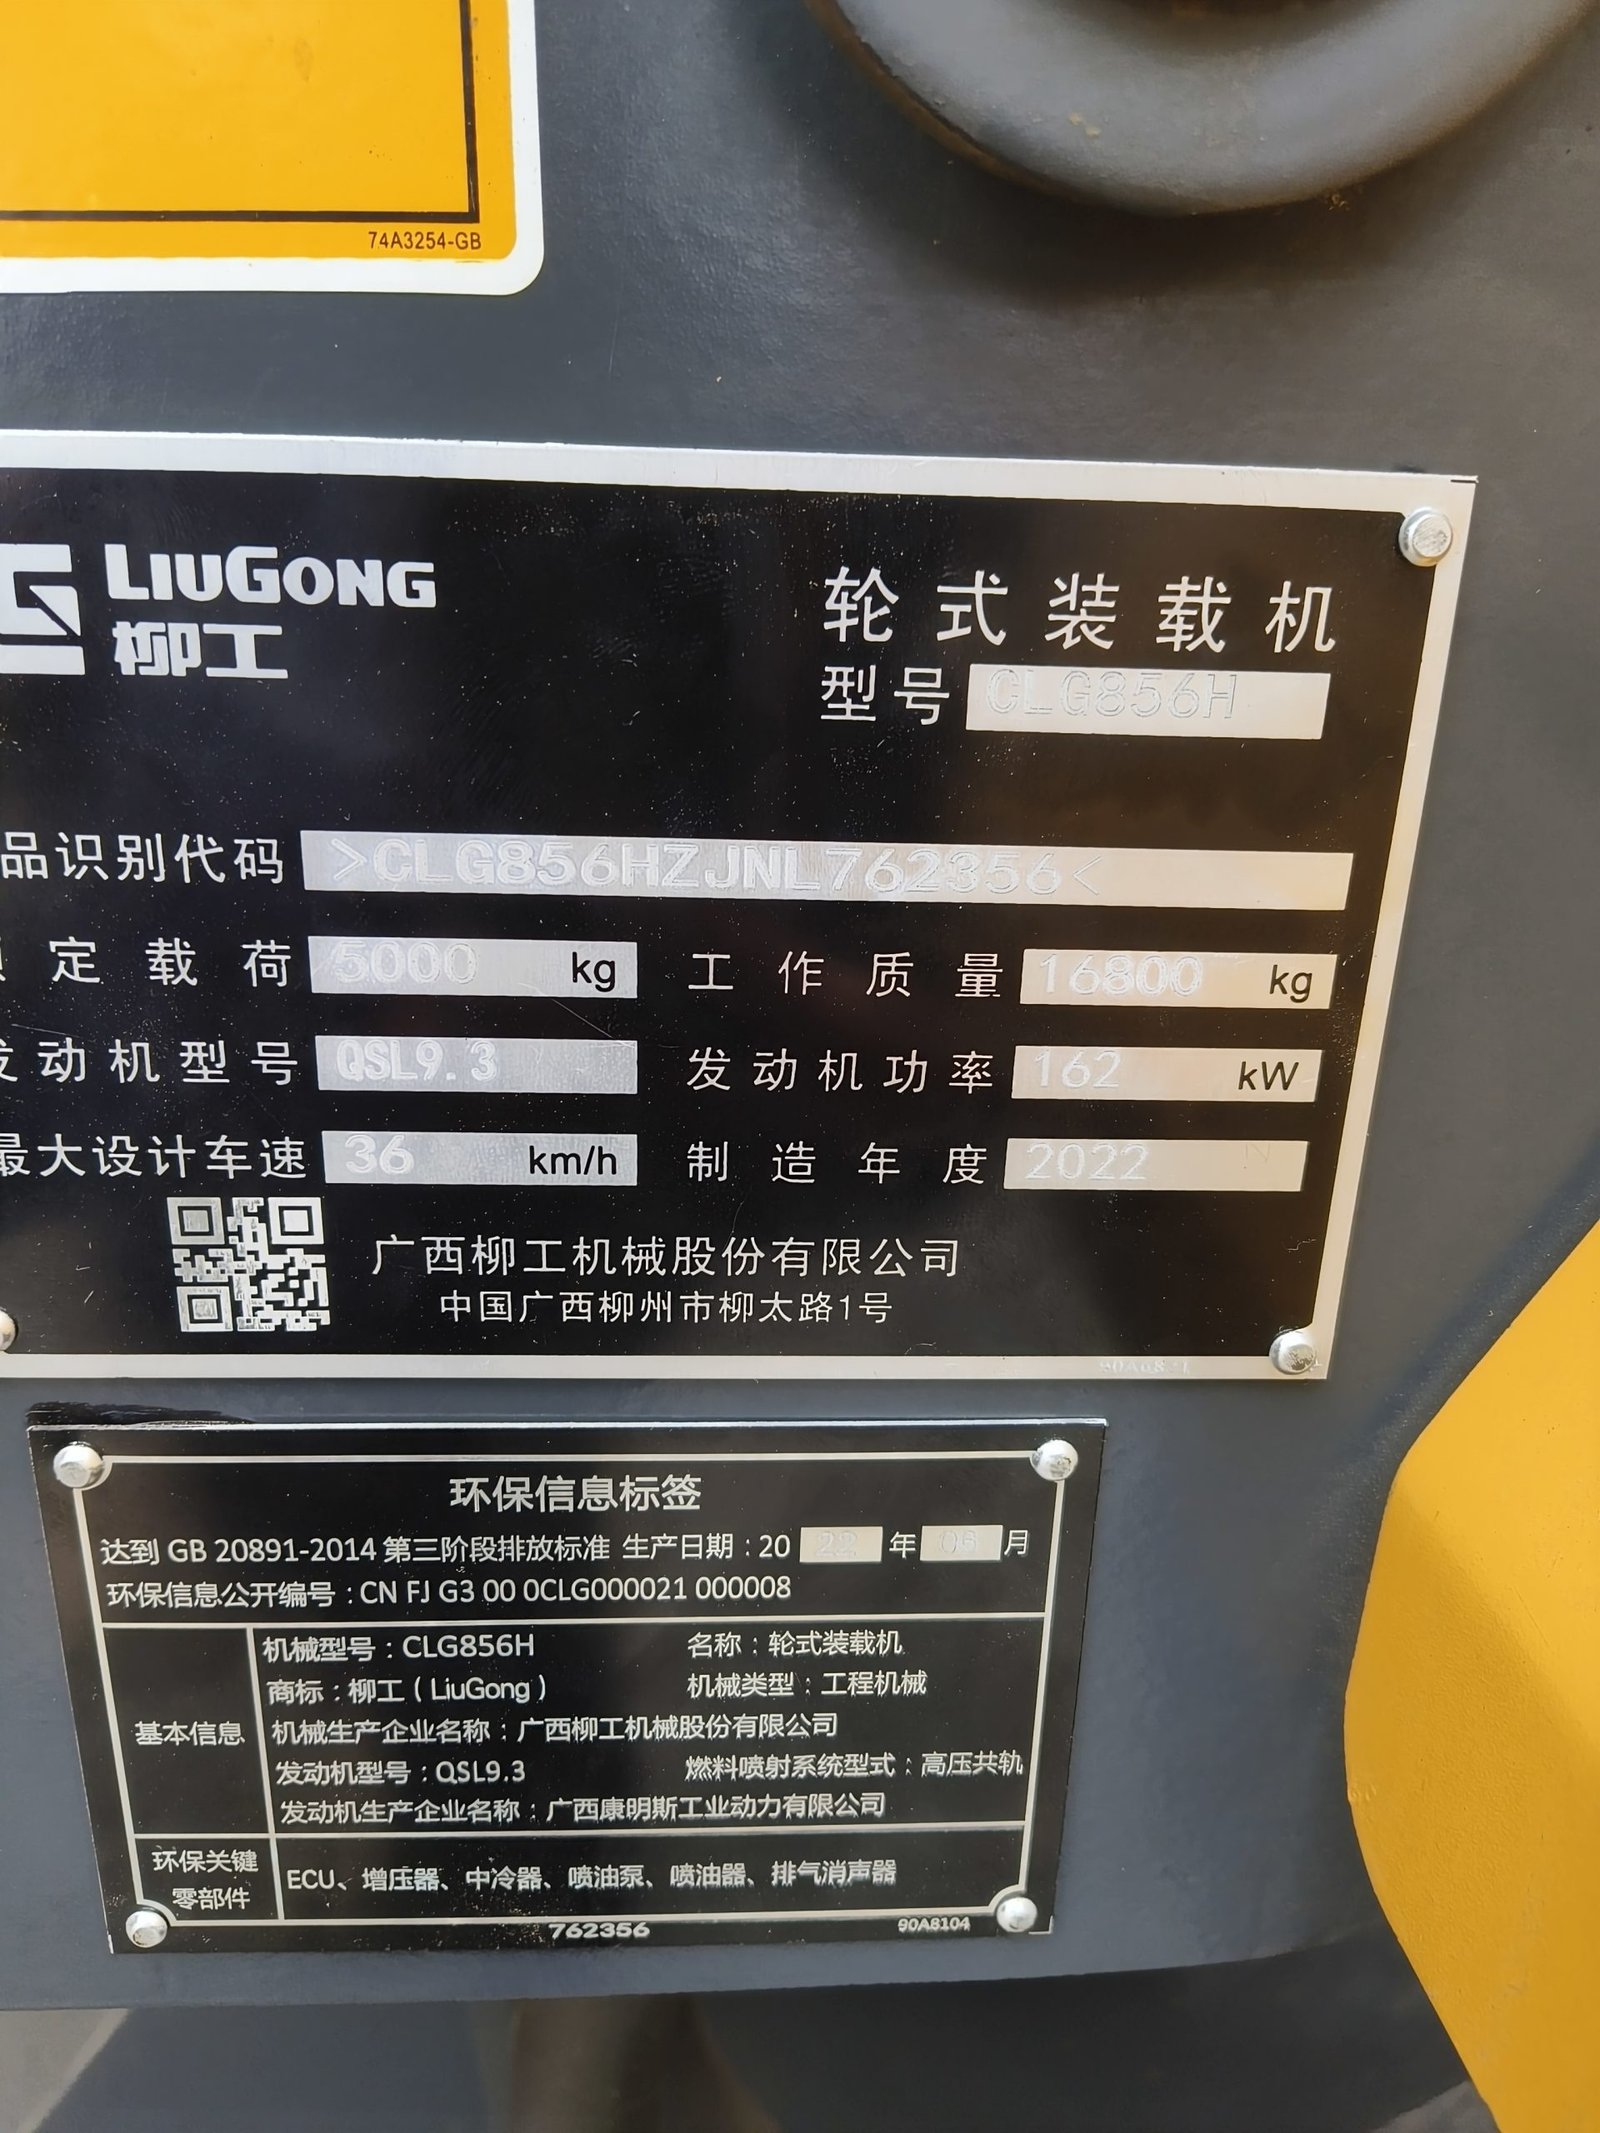 74A3254-GB
LIUGONG
柳工
轮式装载机
型号 CLG856H
品识别代码 >CLG856HZJNL762356<
定载荷 5000 kg 工作质量 16800 kg
发动机型号 QSL9.3 发动机功率 162 kW
最大设计车速 36 km/h 制造年度 2022
广西柳工机械股份有限公司
中国广西柳州市柳太路1号
环保信息标签
达到 GB 20891-2014 第三阶段排放标准 生产日期:20 22 年 月
环保信息公开编号:CN FJ G3 00 0CLG000021 000008
基本信息
机械型号:CLG856H 名称:轮式装载机
商标:柳工(LiuGong) 机械类型:工程机械
机械生产企业名称:广西柳工机械股份有限公司
发动机型号:QSL9.3 燃料喷射系统型式:高压共轨
发动机生产企业名称:广西康明斯工业动力有限公司
环保关键
零部件
ECU、增压器、中冷器、喷油泵、喷油器、排气消声器
762356 90A8104